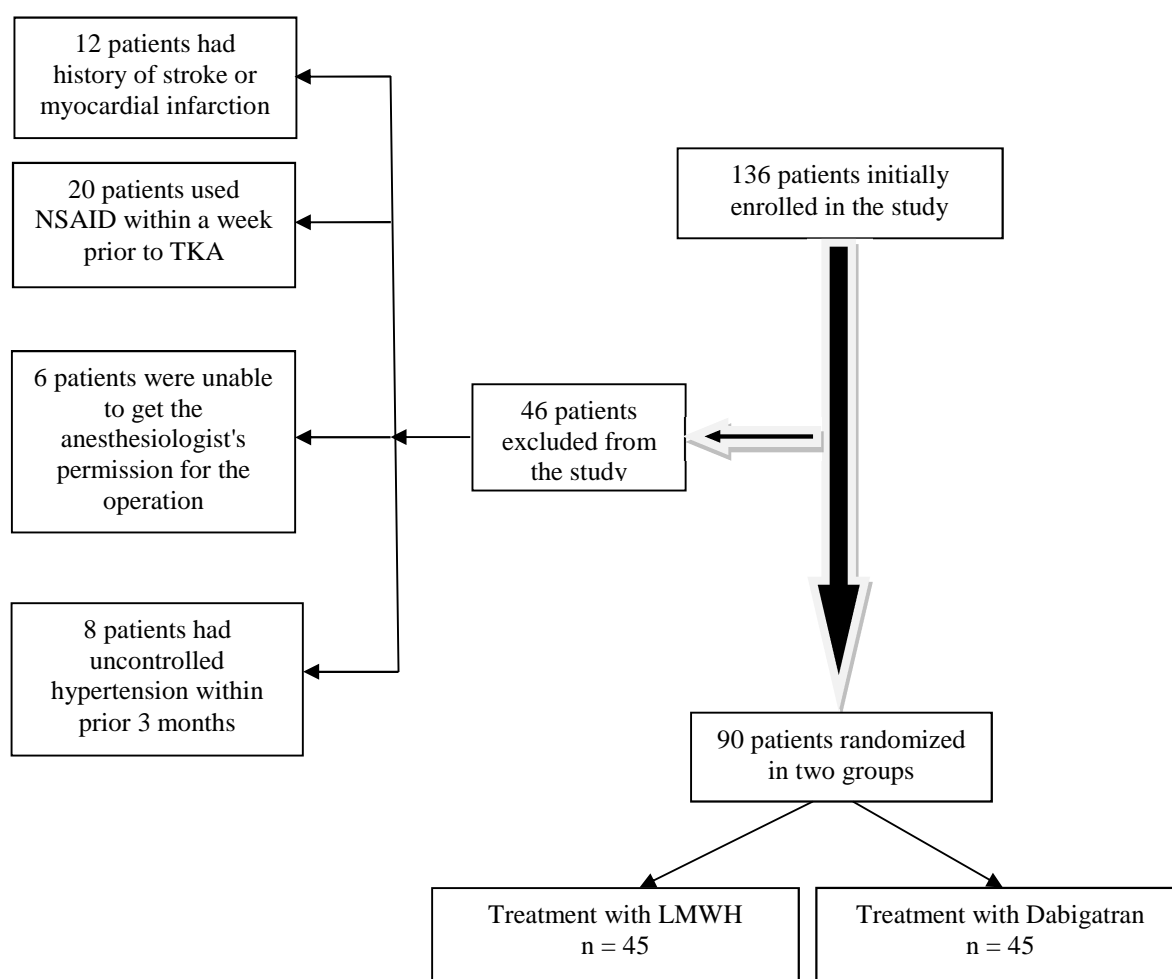 12 patients had
history of stroke or
myocardial infarction
20 patients used
NSAID within a week
prior to TKA
6 patients were unable
to get the
anesthesiologist's
permission for the
operation
8 patients had
uncontrolled
hypertension within
prior 3 months
46 patients
excluded from
the study
136 patients initially
enrolled in the study
90 patients randomized
in two groups
Treatment with LMWH
n = 45
Treatment with Dabigatran
n = 45